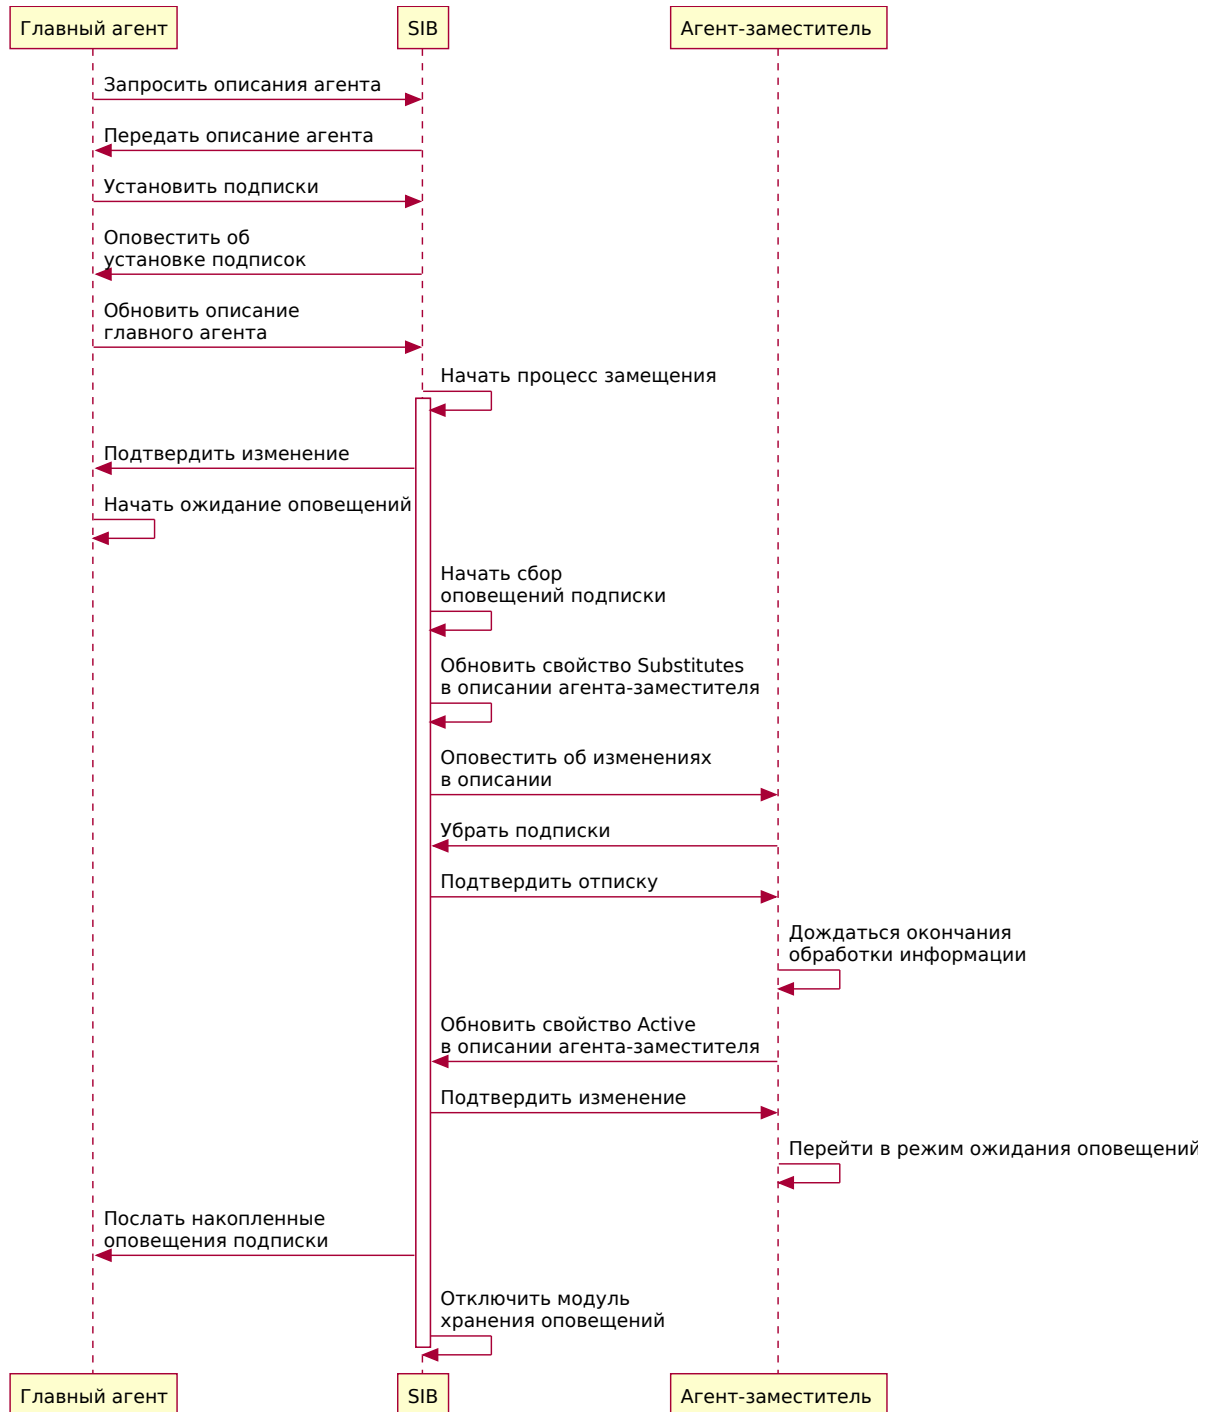 Главный агент
SIB
Агент-заместитель
Запросить описания агента
Передать описание агента
Установить подписки
Оповестить об
установке подписок
Обновить описание
главного агента
Начать процесс замещения
Подтвердить изменение
Начать ожидание оповещений
Начать сбор
оповещений подписки
Обновить свойство Substitutes
в описании агента-заместителя
Оповестить об изменениях
в описании
Убрать подписки
Подтвердить отписку
Дождаться окончания
обработки информации
Обновить свойство Active
в описании агента-заместителя
Подтвердить изменение
Перейти в режим ожидания оповещений
Послать накопленные
оповещения подписки
Отключить модуль
хранения оповещений
Главный агент
SIB
Агент-заместитель